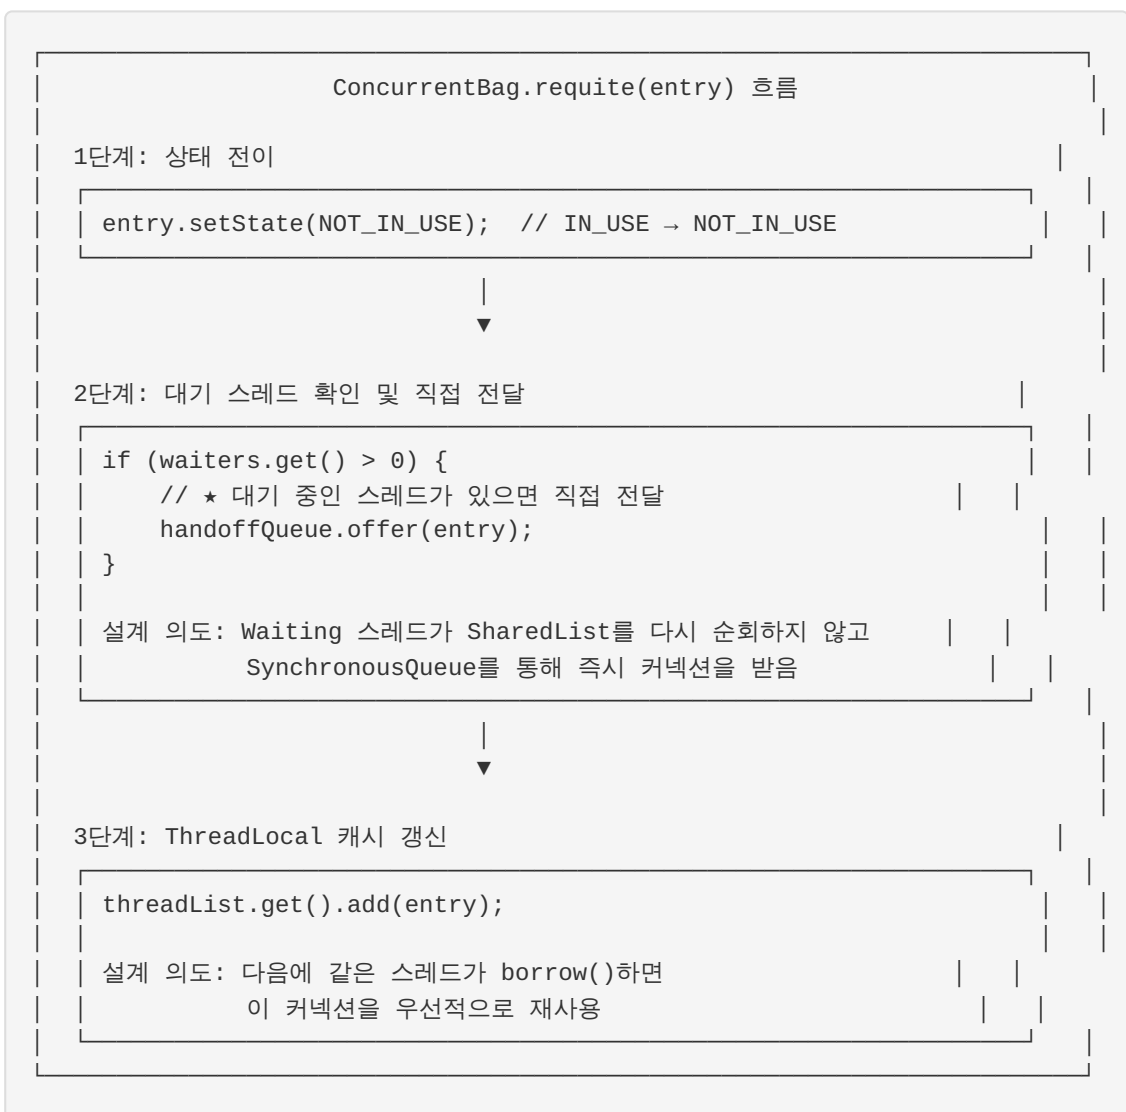 ConcurrentBag.requite(entry) 흐름
1단계: 상태 전이
entry.setState(NOT_IN_USE);  // IN_USE → NOT_IN_USE
2단계: 대기 스레드 확인 및 직접 전달
if (waiters.get() > 0) {
// ★ 대기 중인 스레드가 있으면 직접 전달
handoffQueue.offer(entry);
}
설계 의도: Waiting 스레드가 SharedList를 다시 순회하지 않고
SynchronousQueue를 통해 즉시 커넥션을 받음
3단계: ThreadLocal 캐시 갱신
threadList.get().add(entry);
설계 의도: 다음에 같은 스레드가 borrow()하면
이 커넥션을 우선적으로 재사용